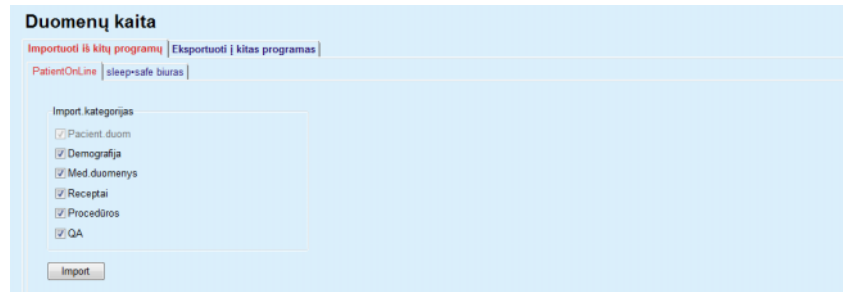 Duomenų kaita
Importuoti iš kitų programų Eksportuoti į kitas programas
PatientOnLine sleep•safe biuras
Import.kategorijas
Pacient.duom
Demografija
Med.duomenys
Receptai
Procedūros
QA
Import